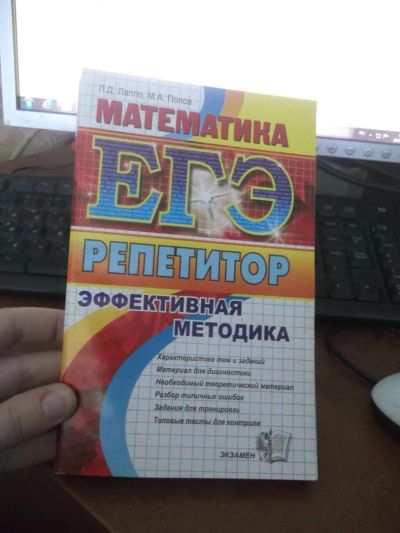 Л.Д. Лаппо, М.А. Попов
МАТЕМАТИКА
ЕГЭ
РЕПЕТИТОР
ЭФФЕКТИВНАЯ
МЕТОДИКА
Характеристика тем и заданий
Материал для диагностики
Необходимый теоретический материал
Разбор типичных ошибок
Задания для тренировки
Типовые тесты для контроля
ЭКЗАМЕН